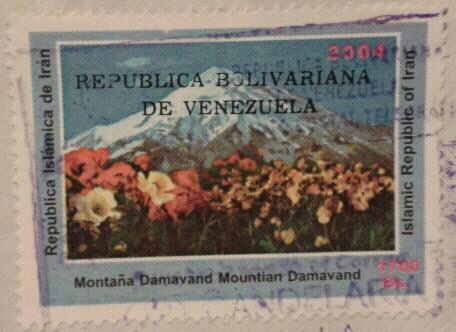 2004
REPUBLICA BOLIVARIANA
DE VENEZUELA
República Islámica de Irán
Islamic Republic of Iran
Montaña Damavand Mountian Damavand
1700
Bs.
CANDELARIA